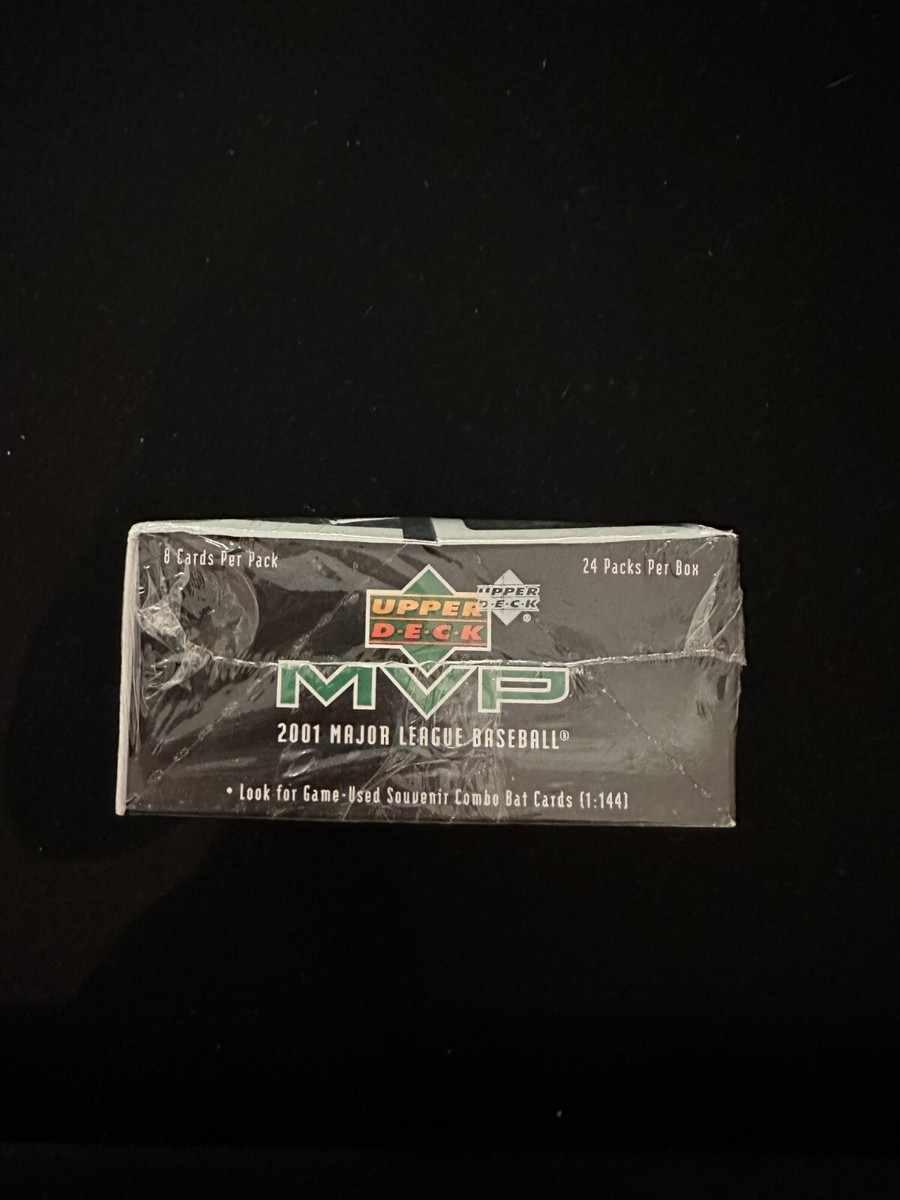 8 Cards Per Pack
24 Packs Per Box
UPPER
D·E·C·K
UPPER
D·E·C·K
®
MVP
2001 MAJOR LEAGUE BASEBALL®
• Look for Game-Used Souvenir Combo Bat Cards (1:144)